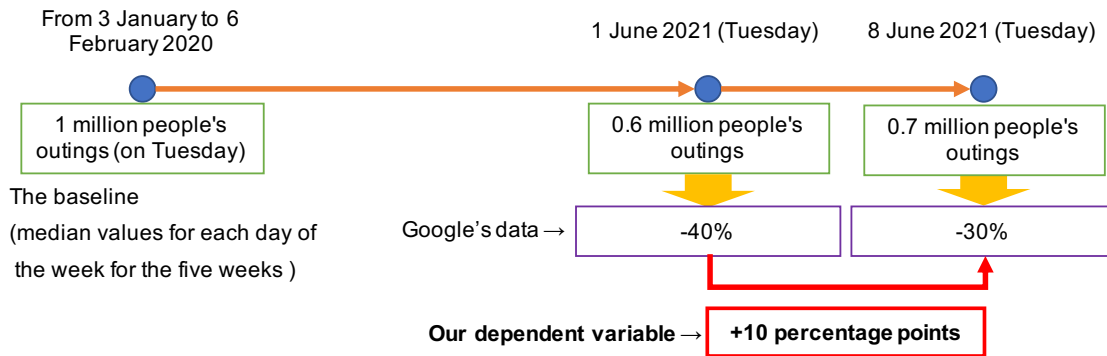 From 3 January to 6
February 2020
1 June 2021 (Tuesday)
8 June 2021 (Tuesday)
1 million people's
outings (on Tuesday)
0.6 million people's
outings
0.7 million people's
outings
The baseline
(median values for each day of
the week for the five weeks )
Google's data →
-40%
-30%
Our dependent variable →
+10 percentage points